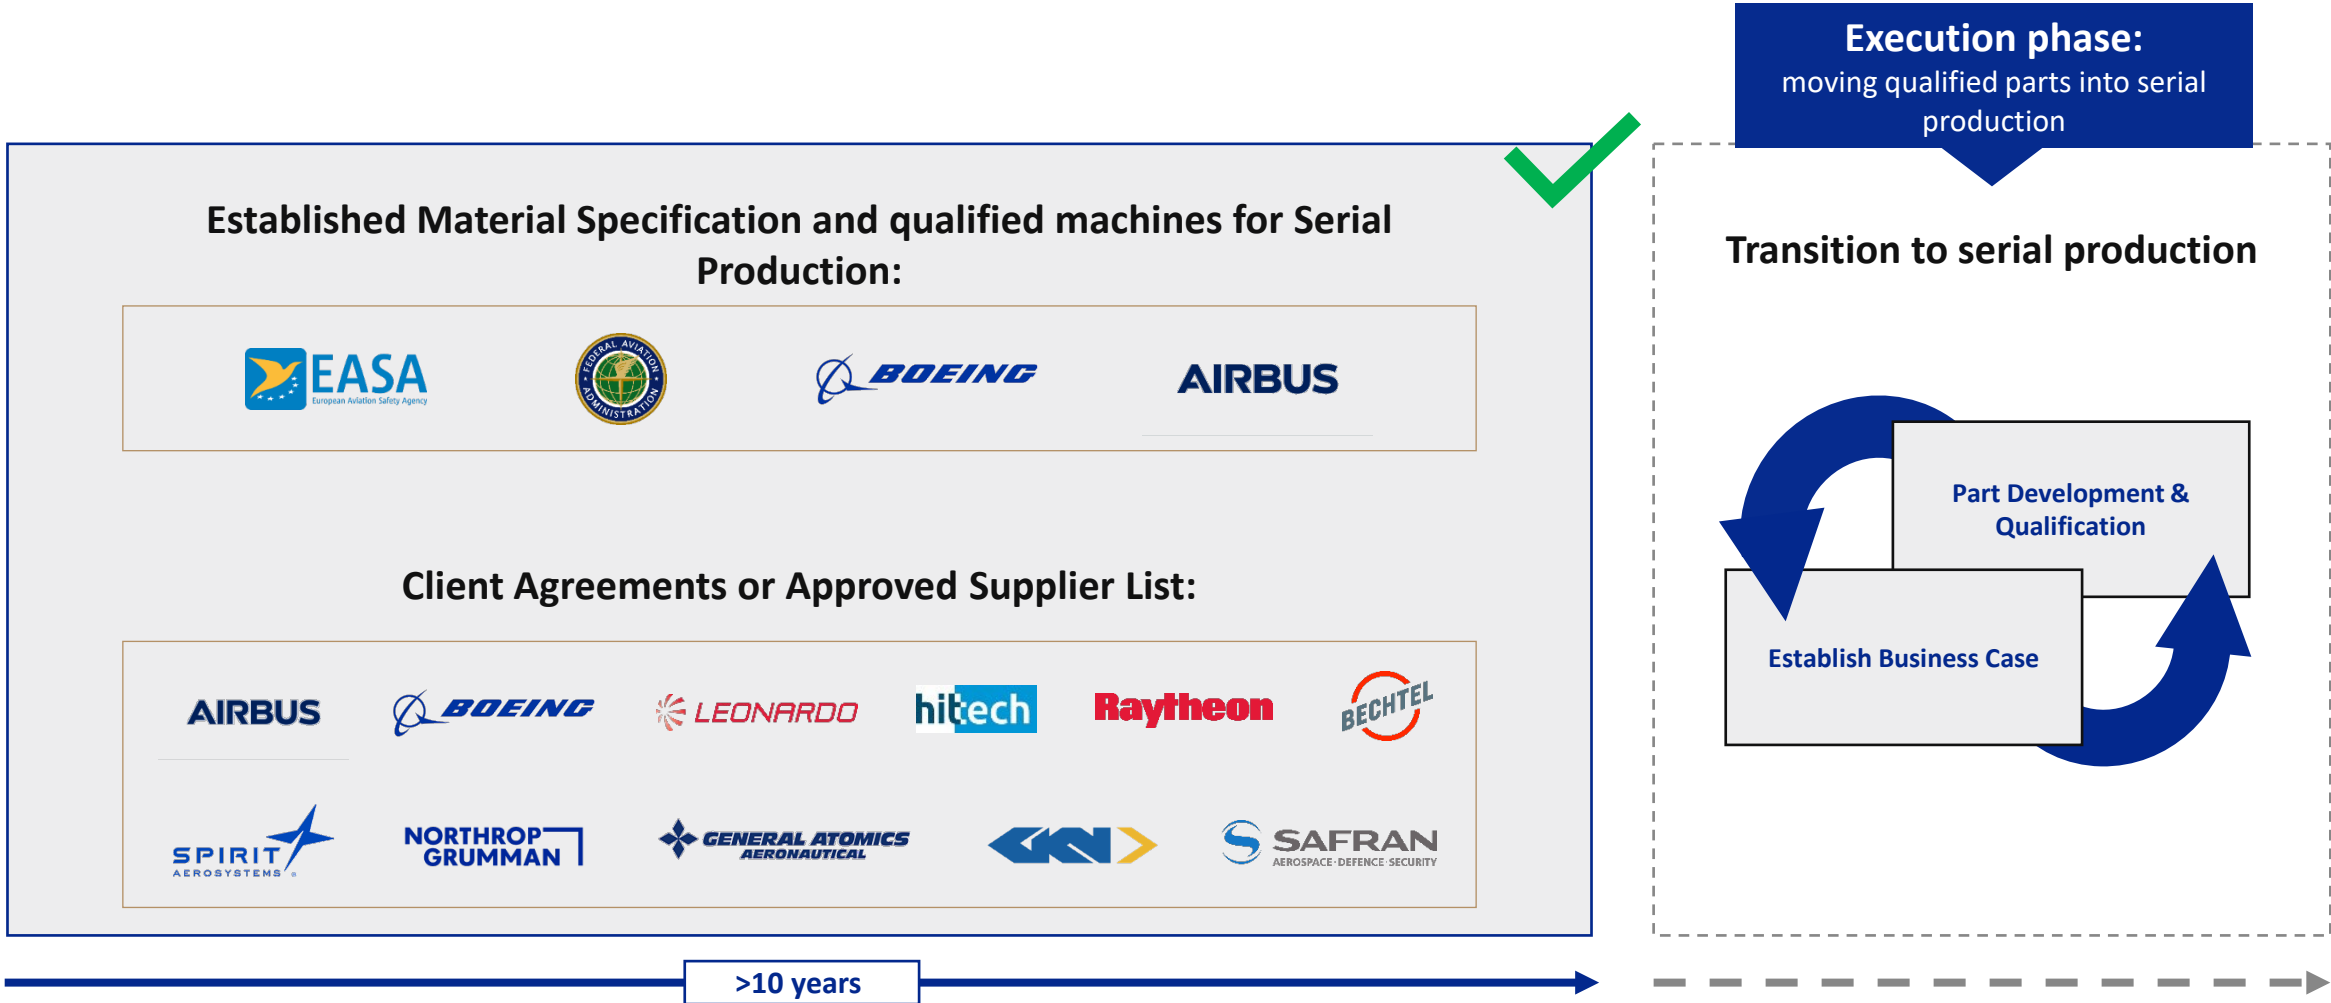 Execution phase:
moving qualified parts into serial
production
Established Material Specification and qualified machines for Serial
Production:
EASA
European Aviation Safety Agency
FEDERAL AVIATION
ADMINISTRATION
BOEING
AIRBUS
Client Agreements or Approved Supplier List:
AIRBUS
BOEING
LEONARDO
hittech
Raytheon
BECHTEL
SPIRIT
AEROSYSTEMS
®
NORTHROP
GRUMMAN
GENERAL ATOMICS
AERONAUTICAL
GKN
SAFRAN
AEROSPACE · DEFENCE · SECURITY
>10 years
Transition to serial production
Part Development &
Qualification
Establish Business Case